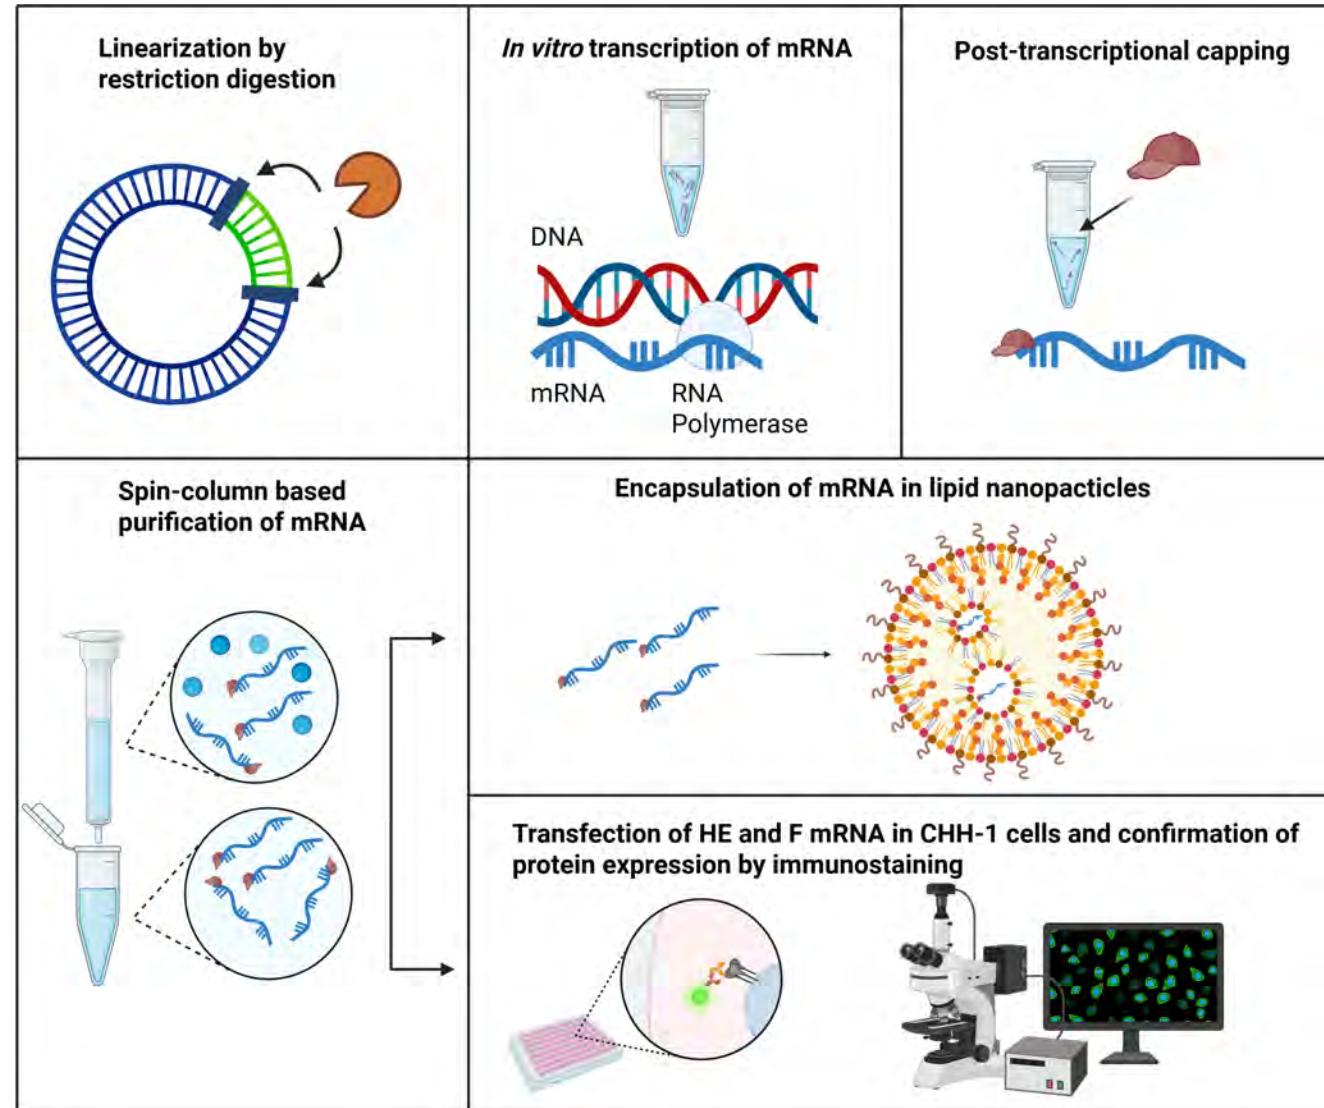 Linearization by
restriction digestion
In vitro transcription of mRNA
DNA
mRNA
RNA
Polymerase
Post-transcriptional capping
Spin-column based
purification of mRNA
Encapsulation of mRNA in lipid nanopacticles
Transfection of HE and F mRNA in CHH-1 cells and confirmation of
protein expression by immunostaining